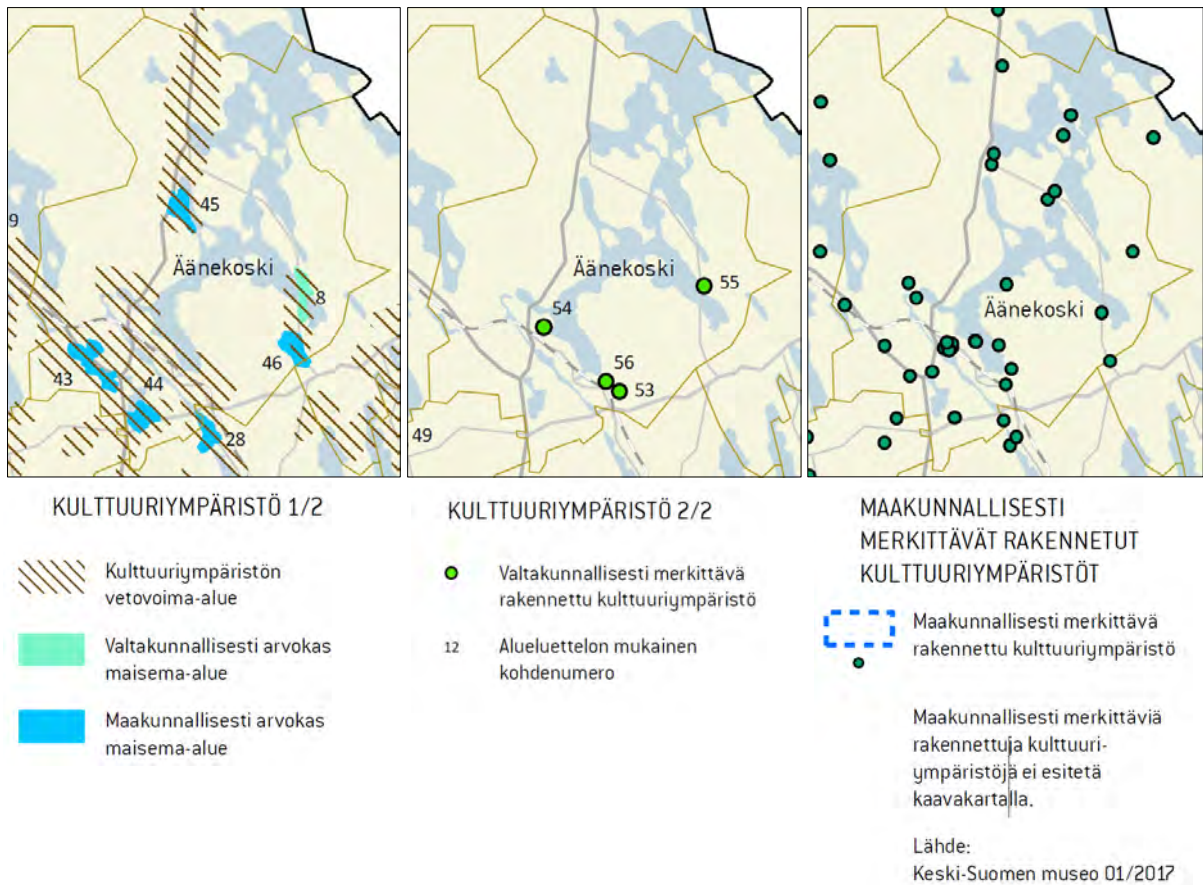 45
9
Äänekoski
8
43
44
46
28
Äänekoski
55
54
56
53
49
Äänekoski
KULTTUURIYMPÄRISTÖ 1/2
Kulttuuriympäristön
vetovoima-alue
Valtakunnallisesti arvokas
maisema-alue
Maakunnallisesti arvokas
maisema-alue
KULTTUURIYMPÄRISTÖ 2/2
Valtakunnallisesti merkittävä
rakennettu kulttuuriympäristö
12 Alueluettelon mukainen
kohdenumero
MAAKUNNALLISESTI
MERKITTÄVÄT RAKENNETUT
KULTTUURIYMPÄRISTÖT
Maakunnallisesti merkittävä
rakennettu kulttuuriympäristö
Maakunnallisesti merkittäviä
rakennettuja kulttuuri-
ympäristöjä ei esitetä
kaavakartalla.
Lähde:
Keski-Suomen museo 01/2017